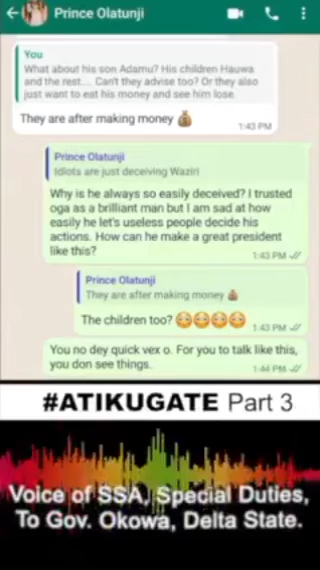 Prince Olatunji
You
What about his son Adamu? His children Hauwa
and the rest.... Can't they advise too? Or they also
just want to eat his money and see him lose.
They are after making money 💰
1:43 PM
Prince Olatunji
Idiots are just deceiving Waziri
Why is he always so easily deceived? I trusted
oga as a brilliant man but I am sad at how
easily he let's useless people decide his
actions. How can he make a great president
like this?
1:43 PM
Prince Olatunji
They are after making money 💰
The children too? 😳😳😳😳
1:43 PM
You no dey quick vex o. For you to talk like this,
you don see things.
1:44 PM
#ATIKUGATE Part 3
Voice of SSA, Special Duties,
To Gov. Okowa, Delta State.